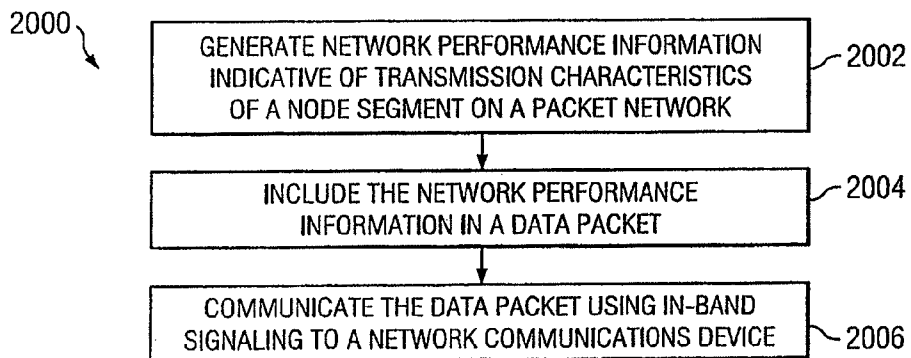 2000
GENERATE NETWORK PERFORMANCE INFORMATION
INDICATIVE OF TRANSMISSION CHARACTERISTICS
OF A NODE SEGMENT ON A PACKET NETWORK
2002
INCLUDE THE NETWORK PERFORMANCE
INFORMATION IN A DATA PACKET
2004
COMMUNICATE THE DATA PACKET USING IN-BAND
SIGNALING TO A NETWORK COMMUNICATIONS DEVICE
2006